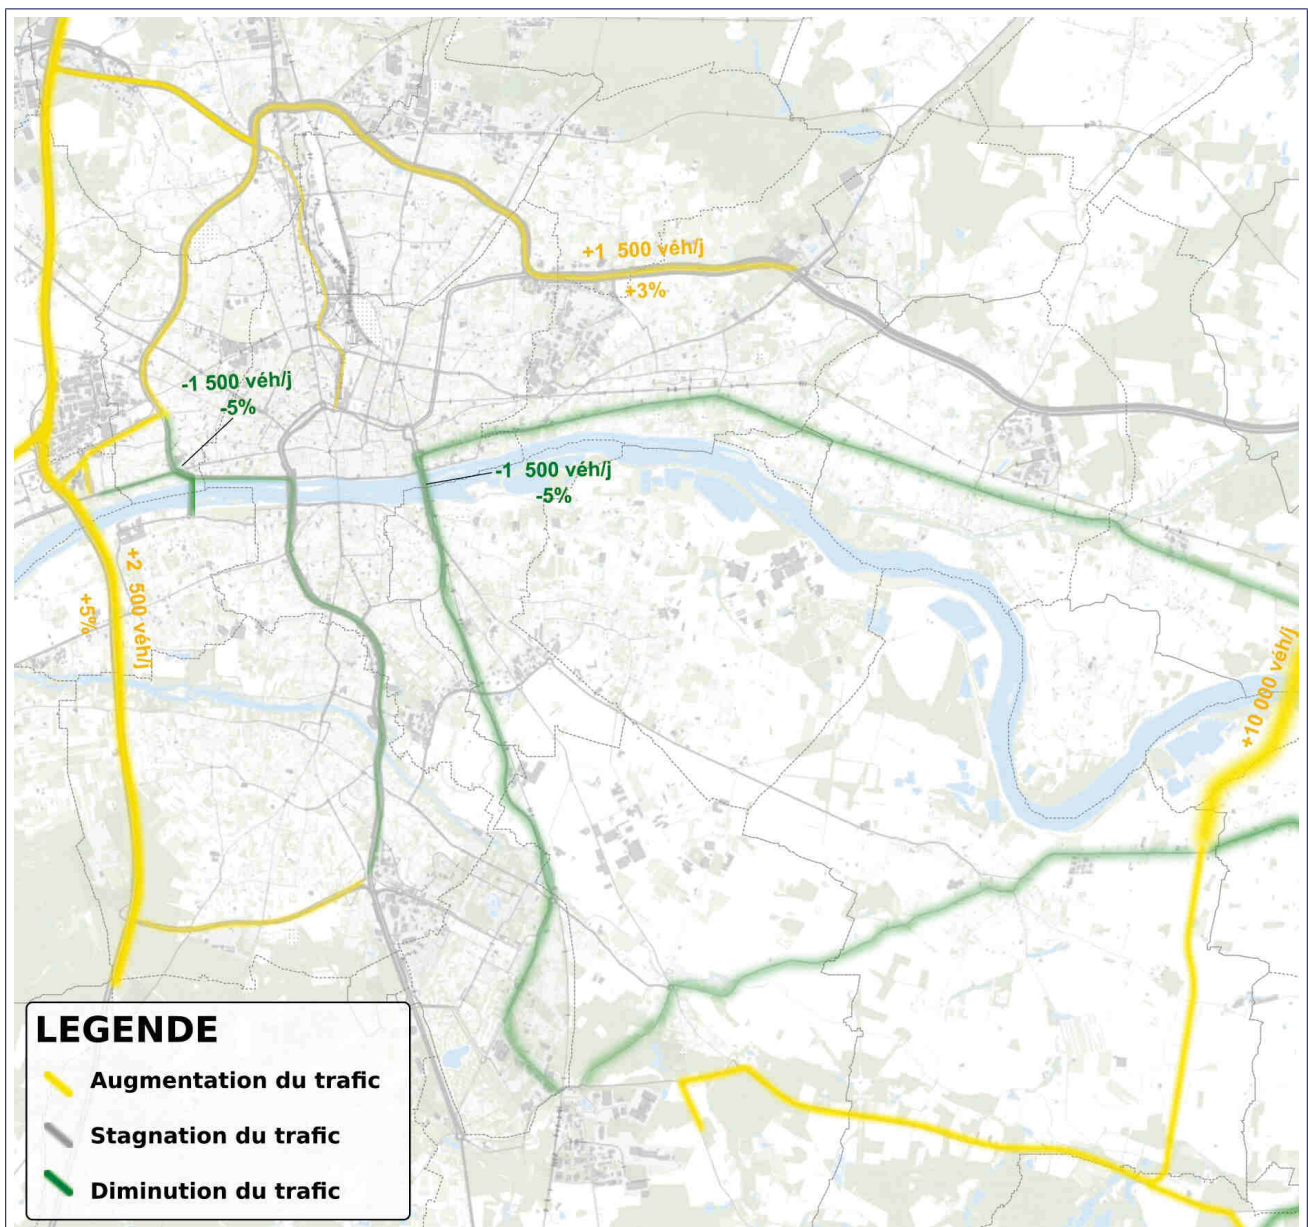 +1 500 véh/j
+3%
-1 500 véh/j
-5%
-1 500 véh/j
-5%
+2 500 véh/j
+5%
+10 000 véh/j
LEGENDE
Augmentation du trafic
Stagnation du trafic
Diminution du trafic